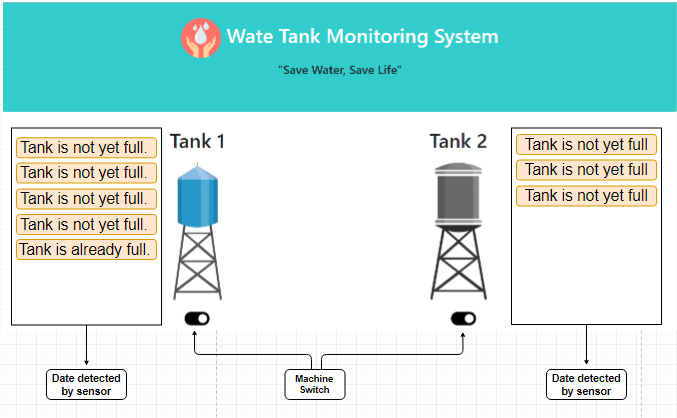 Wate Tank Monitoring System
"Save Water, Save Life"
Tank 1
Tank 2
Tank is not yet full.
Tank is not yet full.
Tank is not yet full.
Tank is not yet full.
Tank is already full.
Tank is not yet full
Tank is not yet full
Tank is not yet full
Date detected
by sensor
Machine
Switch
Date detected
by sensor